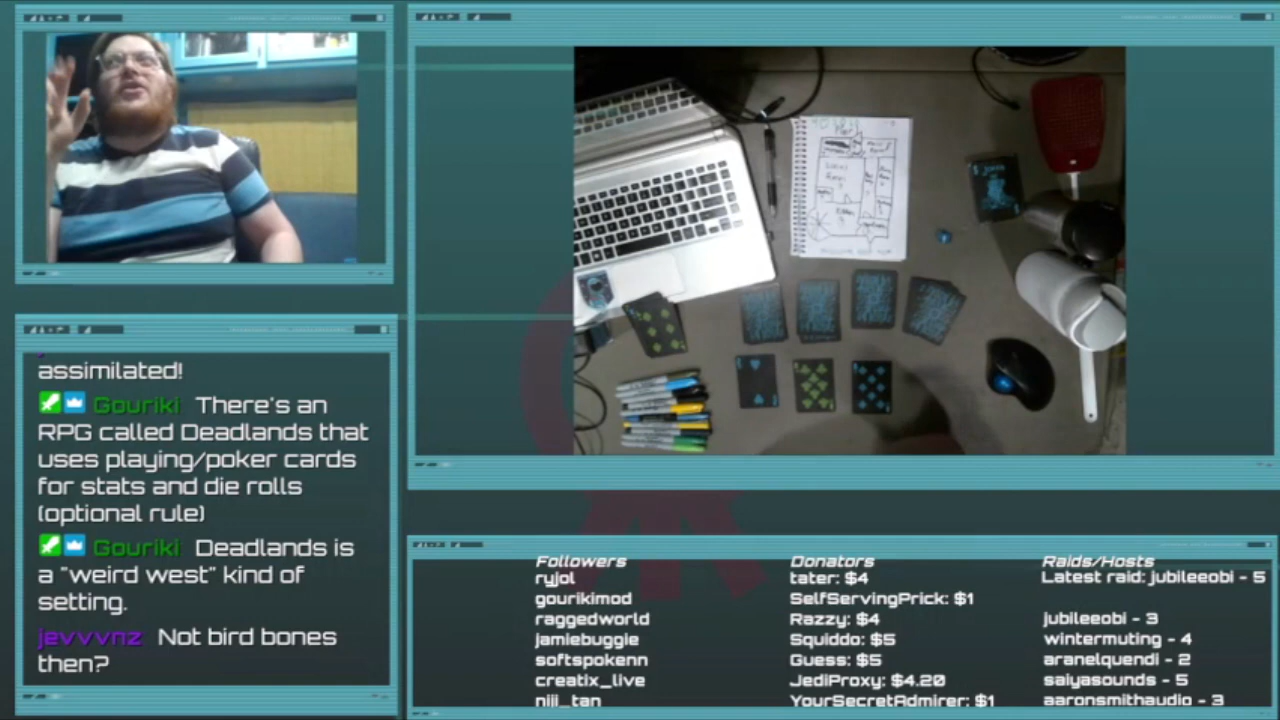 assimilated!
Gouriki There's an
RPG called Deadlands that
uses playing/poker cards
for stats and die rolls
(optional rule)
Gouriki Deadlands is
a "weird west" kind of
setting.
jevvvnz Not bird bones
then?
Followers
ryjol
gourikimod
raggedworld
jamiebuggie
softspokenn
creatix_live
niji_tan
Donators
tater: $4
SelfServingPrick: $1
Razzy: $4
Squiddo: $5
Guess: $5
JediProxy: $4.20
YourSecretAdmirer: $1
Raids/Hosts
Latest raid: jubileeobi - 5
jubileeobi - 3
wintermuting - 4
aranelquendi - 2
saiyasounds - 5
aaronsmithaudio - 3